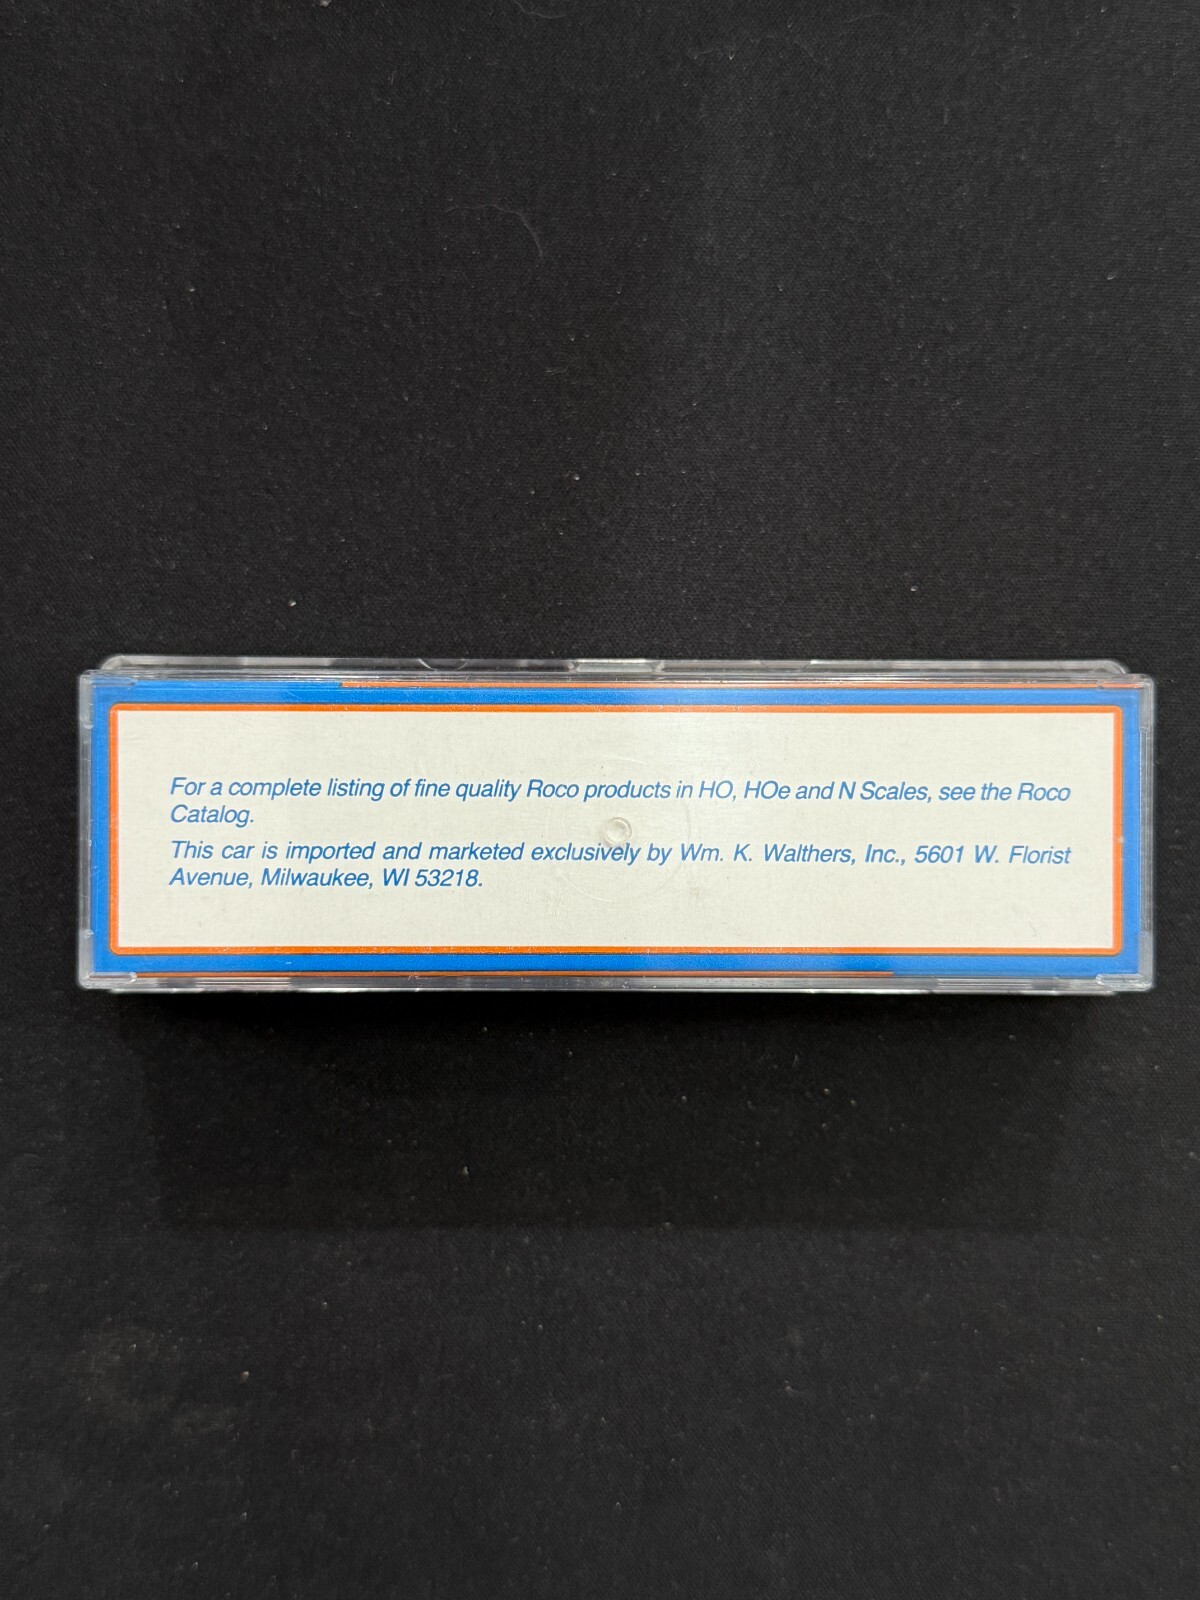 For a complete listing of fine quality Roco products in HO, HOe and N Scales, see the Roco
Catalog.
This car is imported and marketed exclusively by Wm. K. Walthers, Inc., 5601 W. Florist
Avenue, Milwaukee, WI 53218.